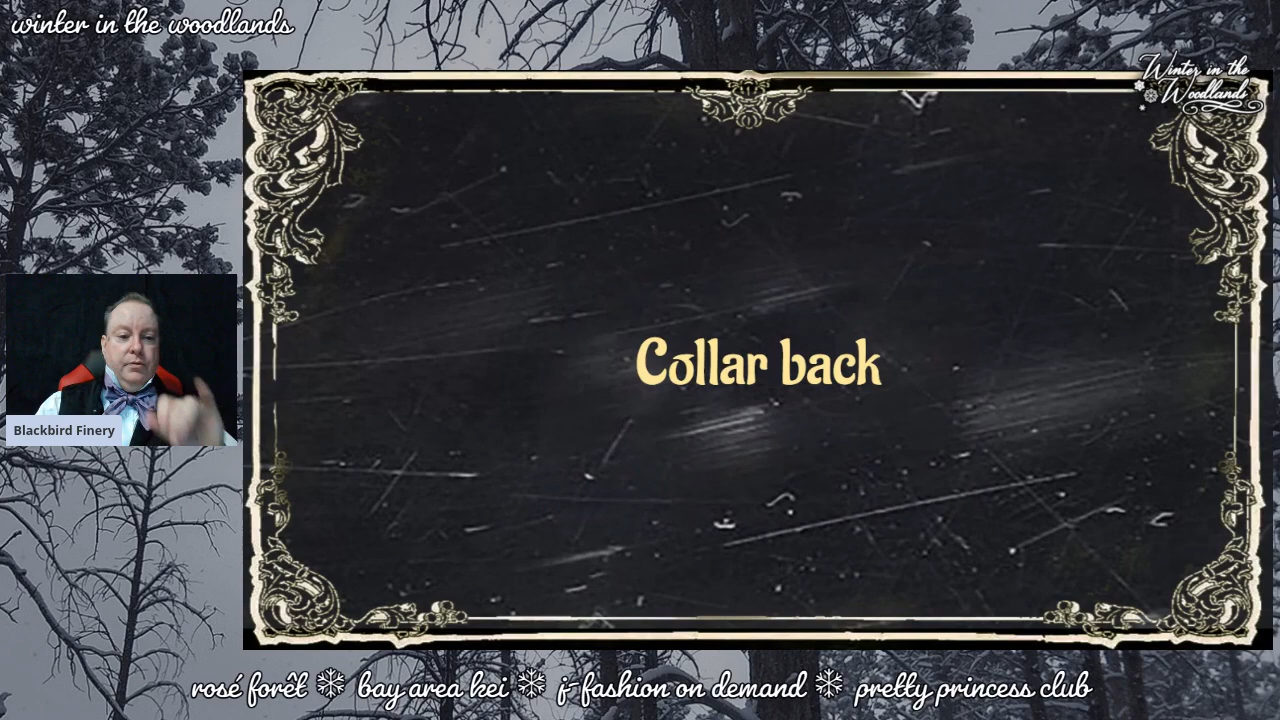 winter in the woodlands
Winter in the
Woodlands
Collar back
Blackbird Finery
rosé forêt ❄ bay area kei ❄ j-fashion on demand ❄ pretty princess club